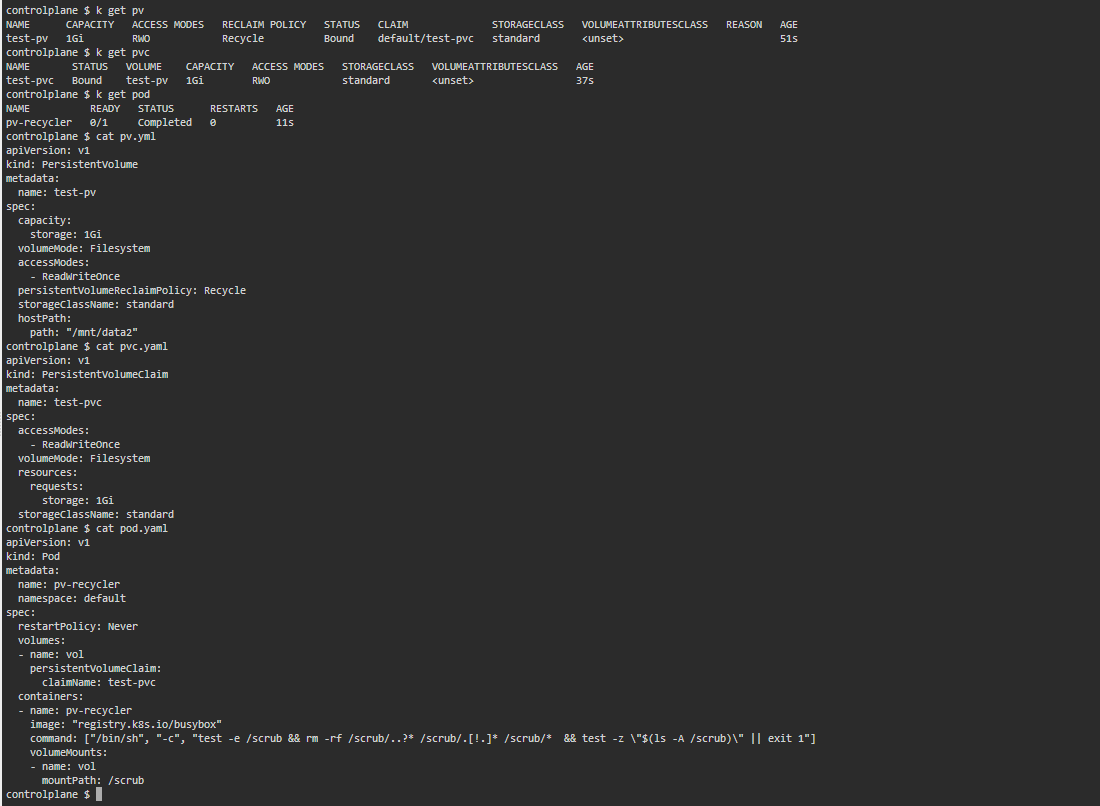 controlplane $ k get pv
NAME      CAPACITY   ACCESS MODES   RECLAIM POLICY   STATUS   CLAIM              STORAGECLASS   VOLUMEATTRIBUTESCLASS   REASON   AGE
test-pv   1Gi        RWO            Recycle          Bound    default/test-pvc   standard       <unset>                          51s
controlplane $ k get pvc
NAME       STATUS   VOLUME    CAPACITY   ACCESS MODES   STORAGECLASS   VOLUMEATTRIBUTESCLASS   AGE
test-pvc   Bound    test-pv   1Gi        RWO            standard       <unset>                 37s
controlplane $ k get pod
NAME          READY   STATUS      RESTARTS   AGE
pv-recycler   0/1     Completed   0          11s
controlplane $ cat pv.yml
apiVersion: v1
kind: PersistentVolume
metadata:
  name: test-pv
spec:
  capacity:
    storage: 1Gi
  volumeMode: Filesystem
  accessModes:
    - ReadWriteOnce
  persistentVolumeReclaimPolicy: Recycle
  storageClassName: standard
  hostPath:
    path: "/mnt/data2"
controlplane $ cat pvc.yaml
apiVersion: v1
kind: PersistentVolumeClaim
metadata:
  name: test-pvc
spec:
  accessModes:
    - ReadWriteOnce
  volumeMode: Filesystem
  resources:
    requests:
      storage: 1Gi
  storageClassName: standard
controlplane $ cat pod.yaml
apiVersion: v1
kind: Pod
metadata:
  name: pv-recycler
  namespace: default
spec:
  restartPolicy: Never
  volumes:
  - name: vol
    persistentVolumeClaim:
      claimName: test-pvc
  containers:
  - name: pv-recycler
    image: "registry.k8s.io/busybox"
    command: ["/bin/sh", "-c", "test -e /scrub && rm -rf /scrub/..?* /scrub/.[!.]* /scrub/*  && test -z \"$(ls -A /scrub)\" || exit 1"]
    volumeMounts:
    - name: vol
      mountPath: /scrub
controlplane $